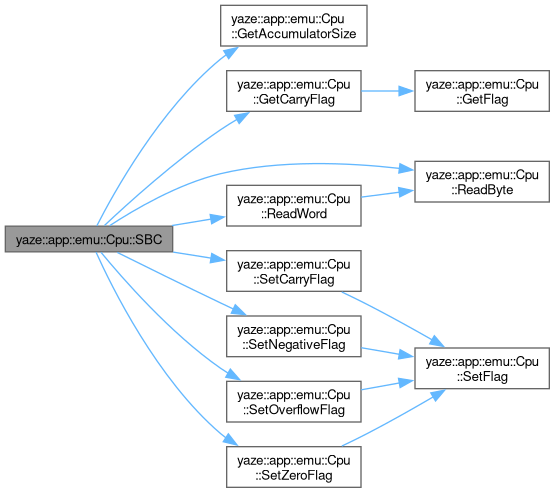 yaze::app::emu::Cpu
::GetAccumulatorSize
yaze::app::emu::Cpu
::GetCarryFlag
yaze::app::emu::Cpu
::GetFlag
yaze::app::emu::Cpu
::ReadByte
yaze::app::emu::Cpu
::ReadWord
yaze::app::emu::Cpu::SBC
yaze::app::emu::Cpu
::SetCarryFlag
yaze::app::emu::Cpu
::SetNegativeFlag
yaze::app::emu::Cpu
::SetFlag
yaze::app::emu::Cpu
::SetOverflowFlag
yaze::app::emu::Cpu
::SetZeroFlag